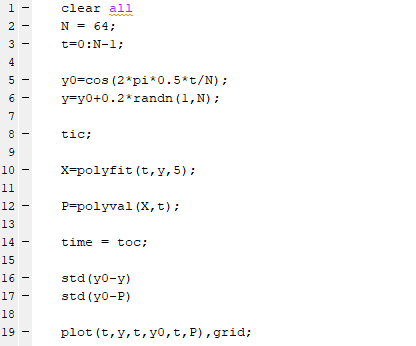 1 - clear all
2 - N = 64;
3 - t=0:N-1;
4
5 - y0=cos(2*pi*0.5*t/N);
6 - y=y0+0.2*randn(1,N);
7
8 - tic;
9
10 - X=polyfit(t,y,5);
11
12 - P=polyval(X,t);
13
14 - time = toc;
15
16 - std(y0-y)
17 - std(y0-P)
18
19 - plot(t,y,t,y0,t,P),grid;